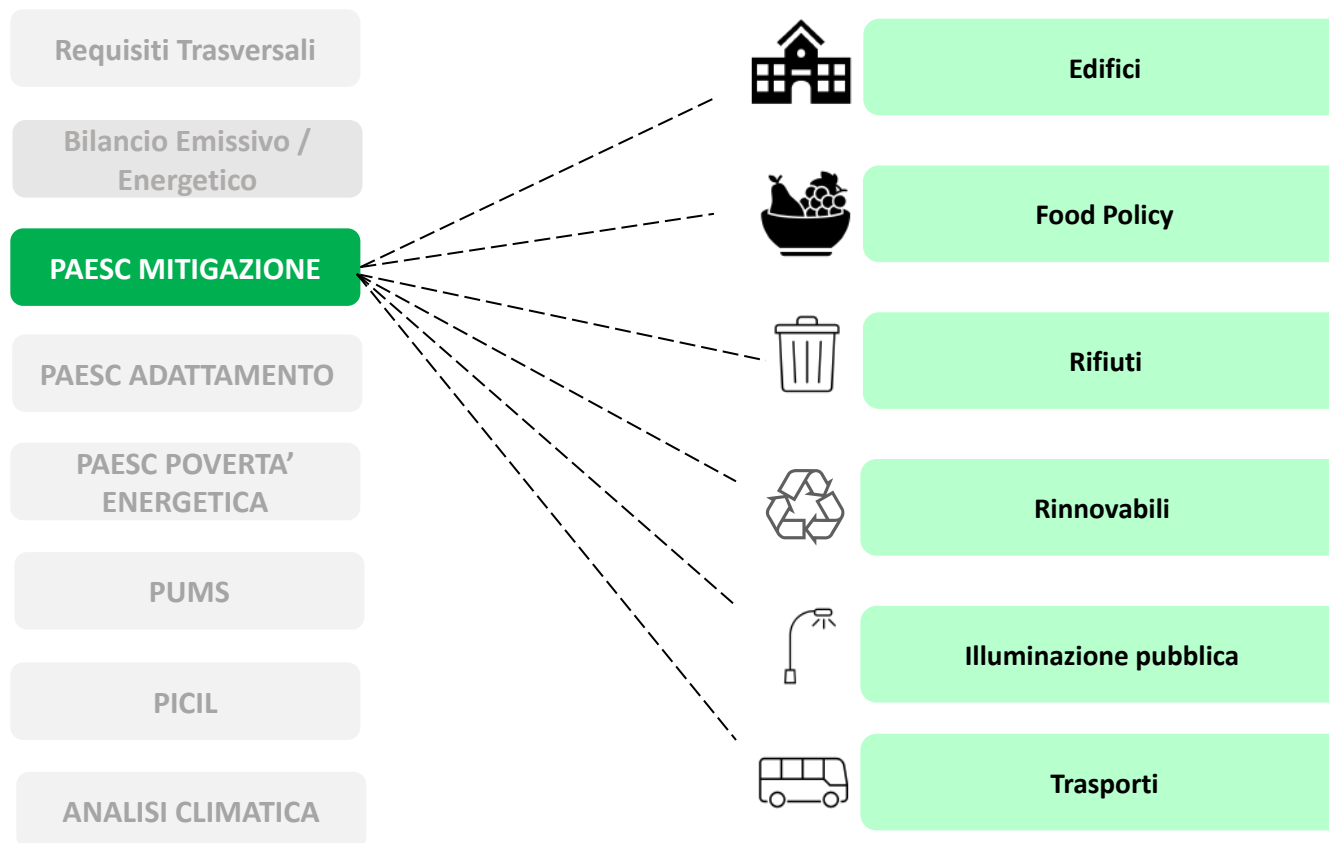 Requisiti Trasversali
Bilancio Emissivo /
Energetico
PAESC MITIGAZIONE
PAESC ADATTAMENTO
PAESC POVERTA’
ENERGETICA
PUMS
PICIL
ANALISI CLIMATICA
Edifici
Food Policy
Rifiuti
Rinnovabili
Illuminazione pubblica
Trasporti